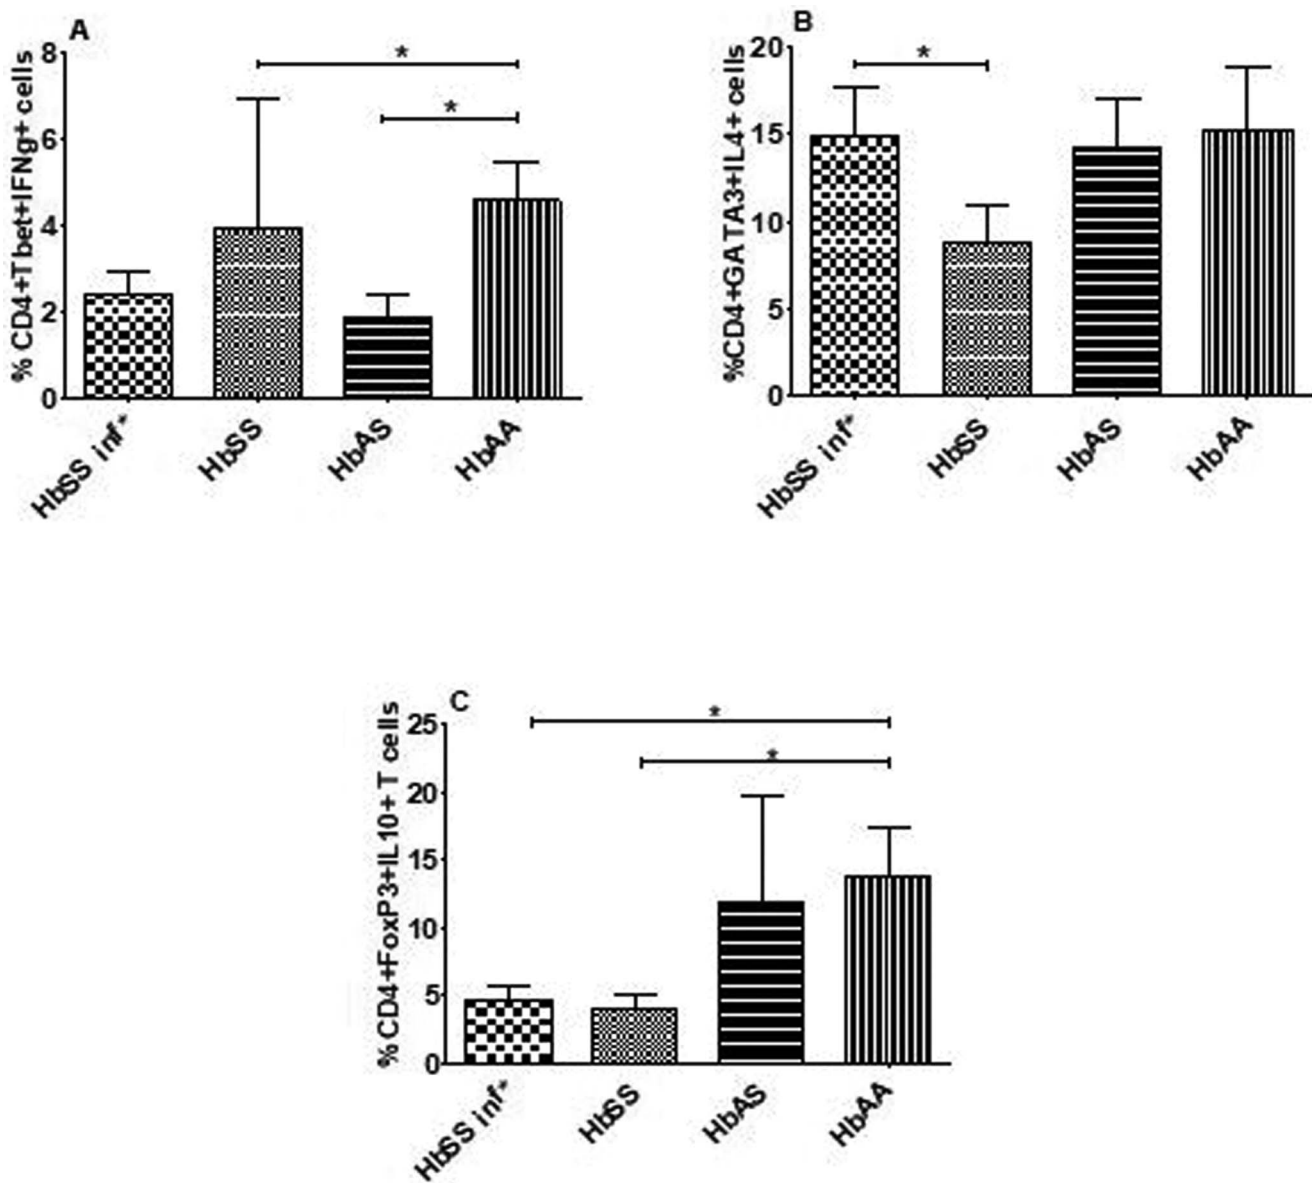 A
% CD4+Tbet+IFNg+ cells
8
6
4
2
0
*
*
HbSS inf*
HbSS
HbAS
HbAA
B
%CD4+GATA3+IL4+ cells
20
15
10
5
0
*
HbSS inf*
HbSS
HbAS
HbAA
C
%CD4+FoxP3+IL10+ T cells
25
20
15
10
5
0
*
*
HbSS inf*
HbSS
HbAS
HbAA